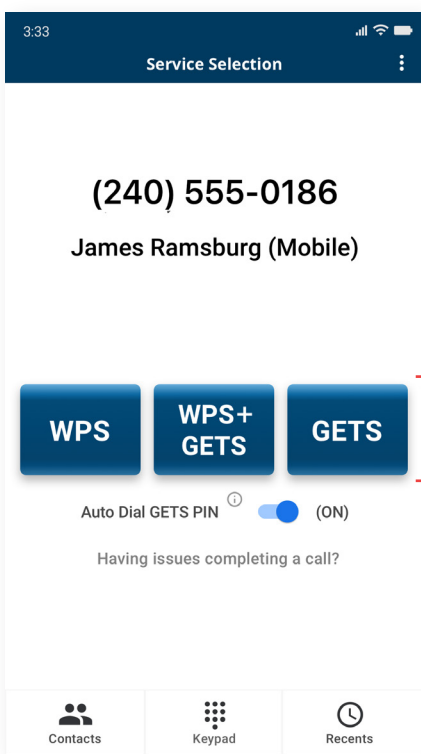 3:33
Service Selection
(240) 555-0186
James Ramsburg (Mobile)
WPS
WPS+
GETS
GETS
Auto Dial GETS PIN (ON)
Having issues completing a call?
Contacts
Keypad
Recents